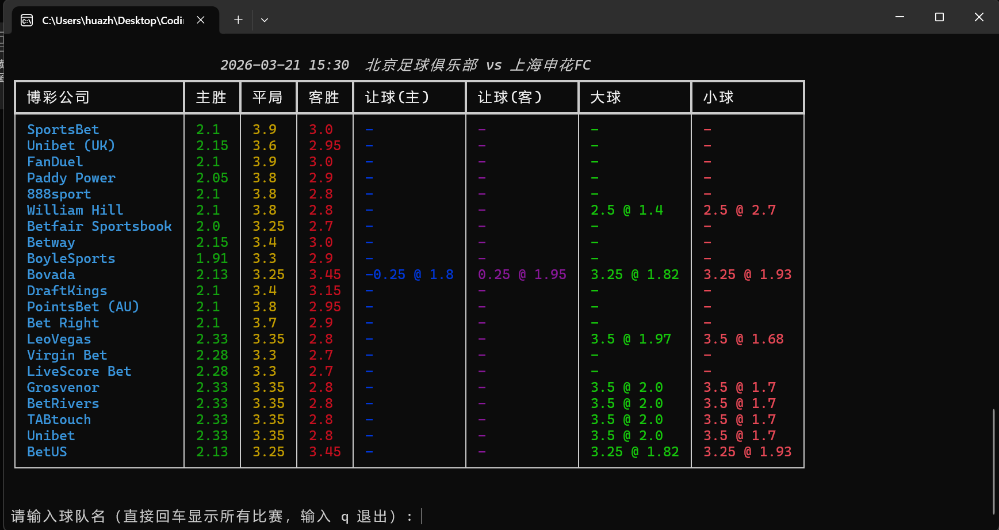 C:\Users\huazh\Desktop\Codi
2026-03-21 15:30 北京足球俱乐部 vs 上海申花FC
博彩公司 主胜 平局 客胜 让球(主) 让球(客) 大球 小球
SportsBet 2.1 3.9 3.0 - - - -
Unibet (UK) 2.15 3.6 2.95 - - - -
FanDuel 2.1 3.9 3.0 - - - -
Paddy Power 2.05 3.8 2.9 - - - -
888sport 2.1 3.8 2.8 - - - -
William Hill 2.1 3.8 2.8 - - 2.5 @ 1.4 2.5 @ 2.7
Betfair Sportsbook 2.0 3.25 2.7 - - - -
Betway 2.15 3.4 3.0 - - - -
BoyleSports 1.91 3.3 2.9 - - - -
Bovada 2.13 3.25 3.45 -0.25 @ 1.8 0.25 @ 1.95 3.25 @ 1.82 3.25 @ 1.93
DraftKings 2.1 3.4 3.15 - - - -
PointsBet (AU) 2.1 3.8 2.95 - - - -
Bet Right 2.1 3.7 2.9 - - - -
LeoVegas 2.33 3.35 2.8 - - 3.5 @ 1.97 3.5 @ 1.68
Virgin Bet 2.28 3.3 2.7 - - - -
LiveScore Bet 2.28 3.3 2.7 - - - -
Grosvenor 2.33 3.35 2.8 - - 3.5 @ 2.0 3.5 @ 1.7
BetRivers 2.33 3.35 2.8 - - 3.5 @ 2.0 3.5 @ 1.7
TABtouch 2.33 3.35 2.8 - - 3.5 @ 2.0 3.5 @ 1.7
Unibet 2.33 3.35 2.8 - - 3.5 @ 2.0 3.5 @ 1.7
BetUS 2.13 3.25 3.45 - - 3.25 @ 1.82 3.25 @ 1.93
请输入球队名（直接回车显示所有比赛，输入 q 退出）: